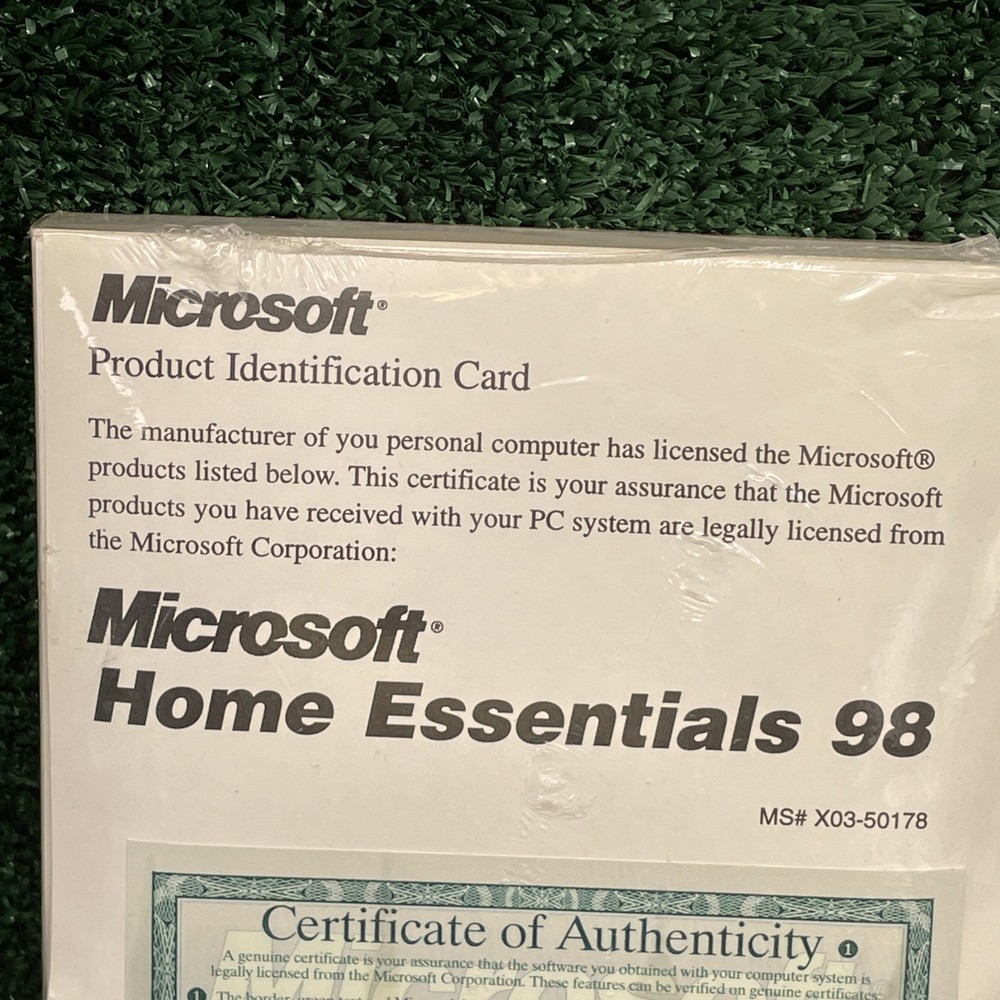 Microsoft®
Product Identification Card
The manufacturer of you personal computer has licensed the Microsoft®
products listed below. This certificate is your assurance that the Microsoft
products you have received with your PC system are legally licensed from
the Microsoft Corporation:
Microsoft®
Home Essentials 98
MS# X03-50178
Certificate of Authenticity 1
A genuine certificate is your assurance that the software you obtained with your computer system is
legally licensed from the Microsoft Corporation. These features can be verified on genuine certificates
1 The border